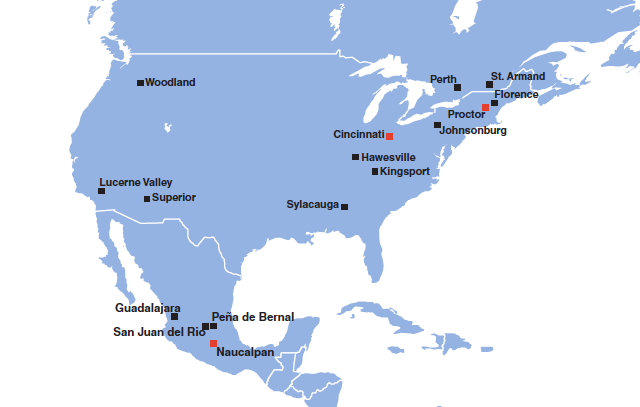 Woodland
Perth
St. Armand
Florence
Proctor
Johnsonburg
Cincinnati
Hawesville
Kingsport
Lucerne Valley
Superior
Sylacauga
Guadalajara
Peña de Bernal
San Juan del Rio
Naucalpan